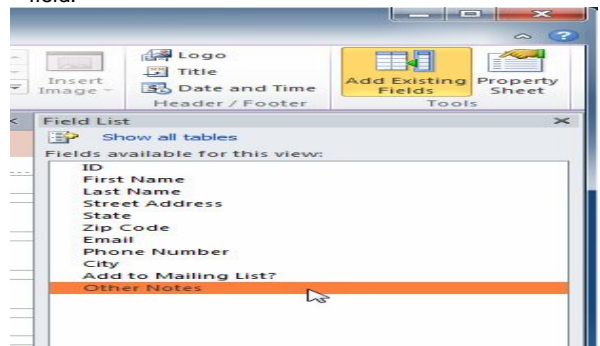 field.
Logo
Title
Insert Image
Date and Time
Header / Footer
Add Existing Fields
Property Sheet
Tools
Field List
Show all tables
Fields available for this view:
ID
First Name
Last Name
Street Address
State
Zip Code
Email
Phone Number
City
Add to Mailing List?
Other Notes